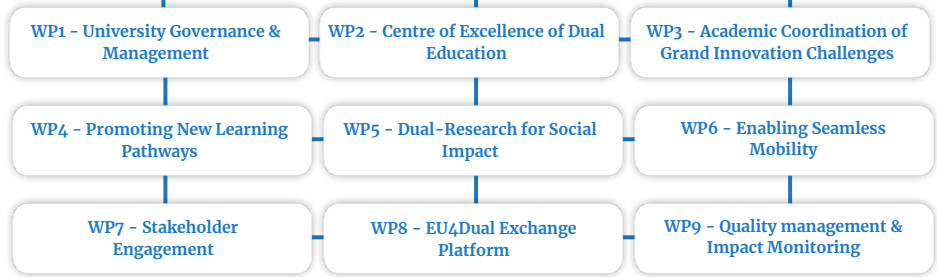 WP1 - University Governance &
Management
WP2 - Centre of Excellence of Dual
Education
WP3 - Academic Coordination of
Grand Innovation Challenges
WP4 - Promoting New Learning
Pathways
WP5 - Dual-Research for Social
Impact
WP6 - Enabling Seamless
Mobility
WP7 - Stakeholder
Engagement
WP8 - EU4Dual Exchange
Platform
WP9 - Quality management &
Impact Monitoring